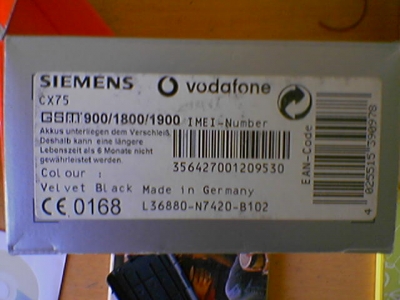 SIEMENS
vodafone
CX75
GSM 900/1800/1900
IMEI-Number
Akkus unterliegen dem Verschleiß.
Deshalb kann eine längere
Lebenszeit als 6 Monate nicht
gewährleistet werden.
356427001209530
Colour :
Velvet Black
Made in Germany
CE 0168
L36880-N7420-B102
EAN-Code